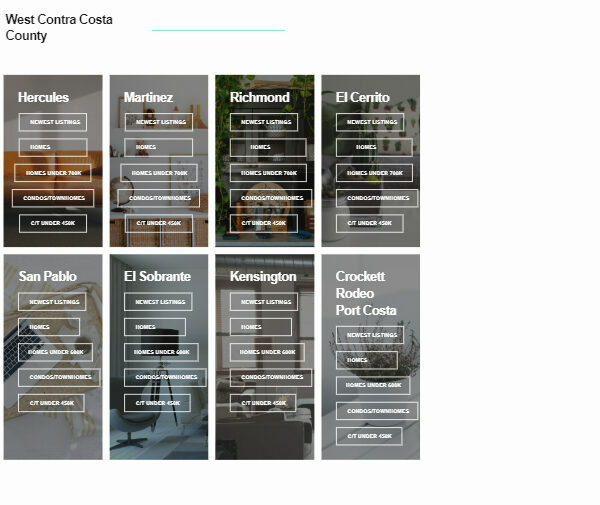 West Contra Costa
County
Hercules
NEWEST LISTINGS
HOMES
HOMES UNDER 700K
CONDOS/TOWNHOMES
C/T UNDER 450K
Martinez
NEWEST LISTINGS
HOMES
HOMES UNDER 700K
CONDOS/TOWNHOMES
C/T UNDER 450K
Richmond
NEWEST LISTINGS
HOMES
HOMES UNDER 700K
CONDOS/TOWNHOMES
C/T UNDER 450K
El Cerrito
NEWEST LISTINGS
HOMES
HOMES UNDER 700K
CONDOS/TOWNHOMES
C/T UNDER 450K
San Pablo
NEWEST LISTINGS
HOMES
HOMES UNDER 600K
CONDOS/TOWNHOMES
C/T UNDER 450K
El Sobrante
NEWEST LISTINGS
HOMES
HOMES UNDER 600K
CONDOS/TOWNHOMES
C/T UNDER 450K
Kensington
NEWEST LISTINGS
HOMES
HOMES UNDER 600K
CONDOS/TOWNHOMES
C/T UNDER 450K
Crockett
Rodeo
Port Costa
NEWEST LISTINGS
HOMES
HOMES UNDER 600K
CONDOS/TOWNHOMES
C/T UNDER 450K